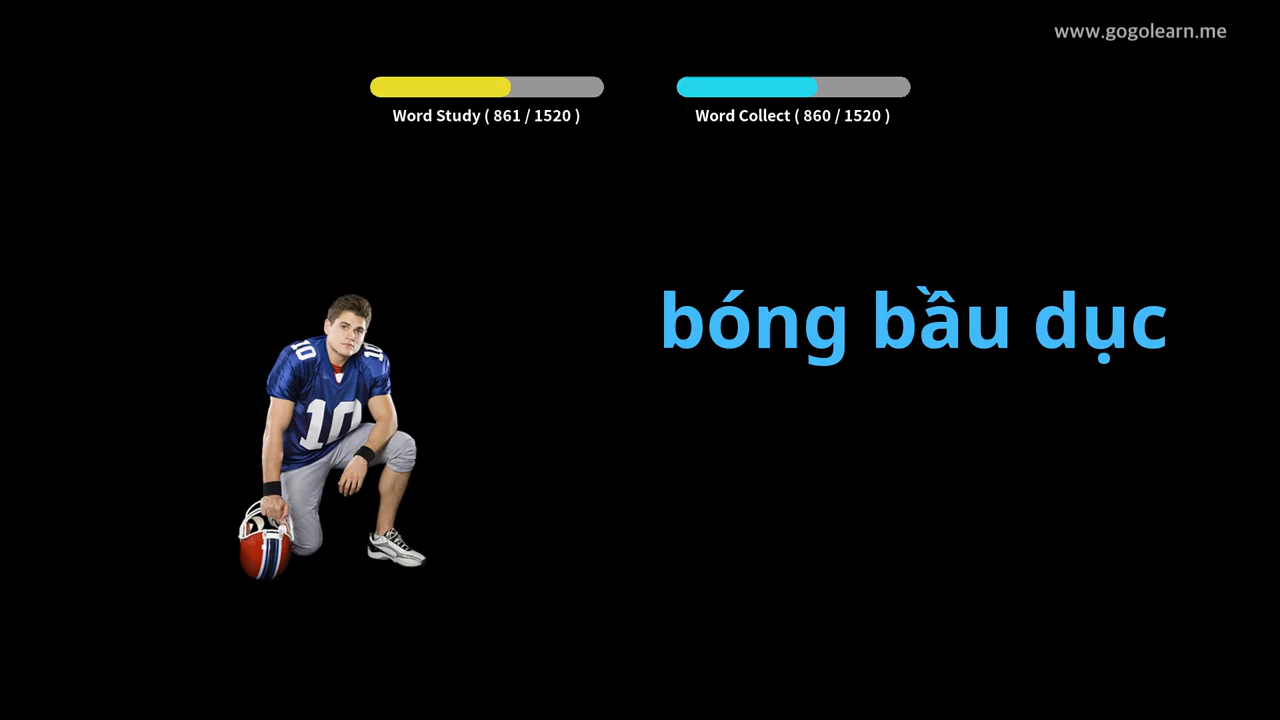 www.gogolearn.me
Word Study ( 861 / 1520 )
Word Collect ( 860 / 1520 )
bóng bầu dục
10
10
10